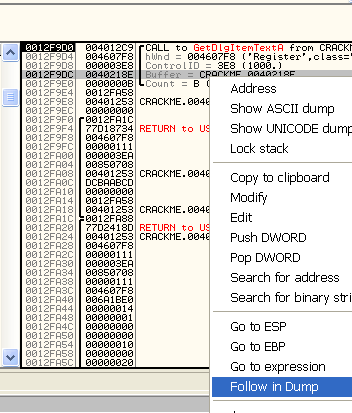 0012F9D0 004012C9 CALL to GetDlgItemTextA from CRACKM
0012F9D4 004607F8 hWnd = 004607F8 ('Register',class='
0012F9D8 000003E8 ControlID = 3E8 (1000.)
0012F9DC 0040218E Buffer = CRACKME.0040218E
0012F9E0 0000000B Count = B (
0012F9E4 0012FA58
0012F9E8 00401253 CRACKME.004
0012F9EC 00000000
0012F9F0 0012FA1C
0012F9F4 77D18734 RETURN to US
0012F9F8 004607F8
0012F9FC 00000111
0012FA00 000003EA
0012FA04 00850708
0012FA08 00401253 CRACKME.004
0012FA0C DCBAABCD
0012FA10 00000000
0012FA14 0012FA58
0012FA18 00401253 CRACKME.004
0012FA1C 0012FA88
0012FA20 77D2418D RETURN to US
0012FA24 00401253 CRACKME.004
0012FA28 004607F8
0012FA2C 00000111
0012FA30 000003EA
0012FA34 00850708
0012FA38 00000111
0012FA3C 004607F8
0012FA40 006A1BE0
0012FA44 00000014
0012FA48 00000001
0012FA4C 00000000
0012FA50 00000000
0012FA54 00000010
0012FA58 00000020
Address
Show ASCII dump
Show UNICODE dump
Lock stack
Copy to clipboard
Modify
Edit
Push DWORD
Pop DWORD
Search for address
Search for binary stri
Go to ESP
Go to EBP
Go to expression
Follow in Dump